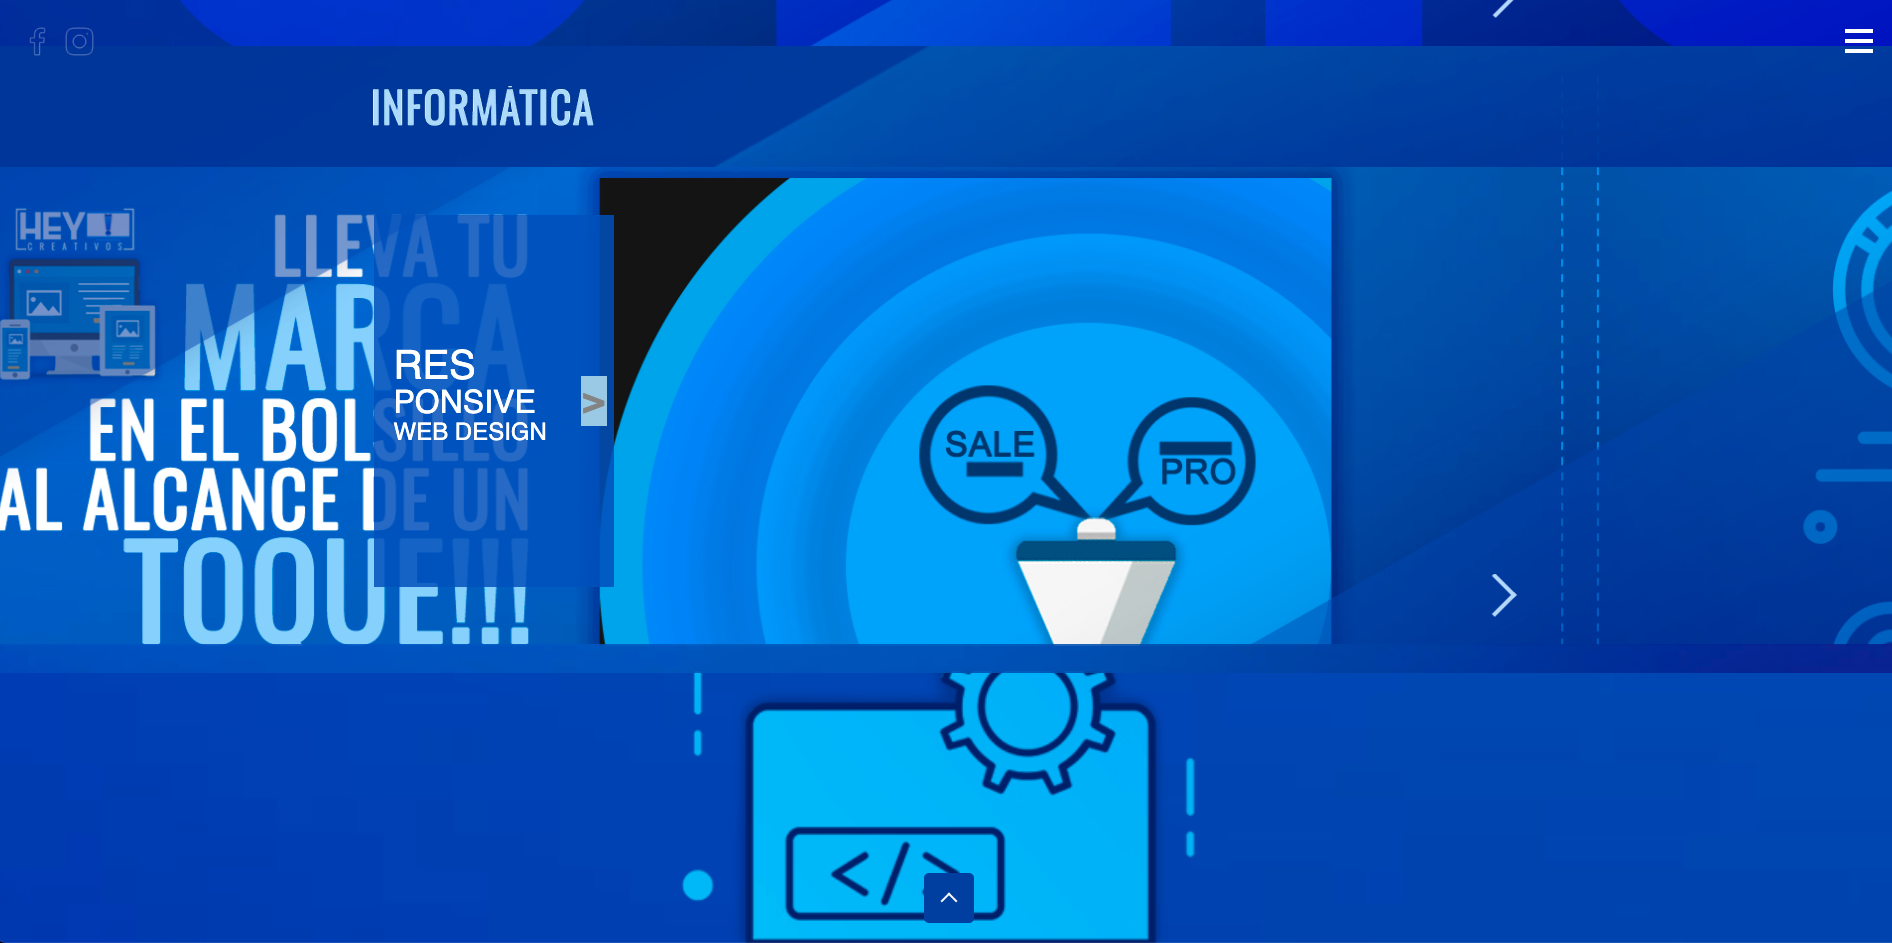 INFORMÁTICA
HEY!
CREATIVOS
LLEVA TU
MARCA
EN EL BOLSILLO
AL ALCANCE DE UN
TOQUE!!!
RES
PONSIVE
WEB DESIGN
>
SALE
PRO
</>